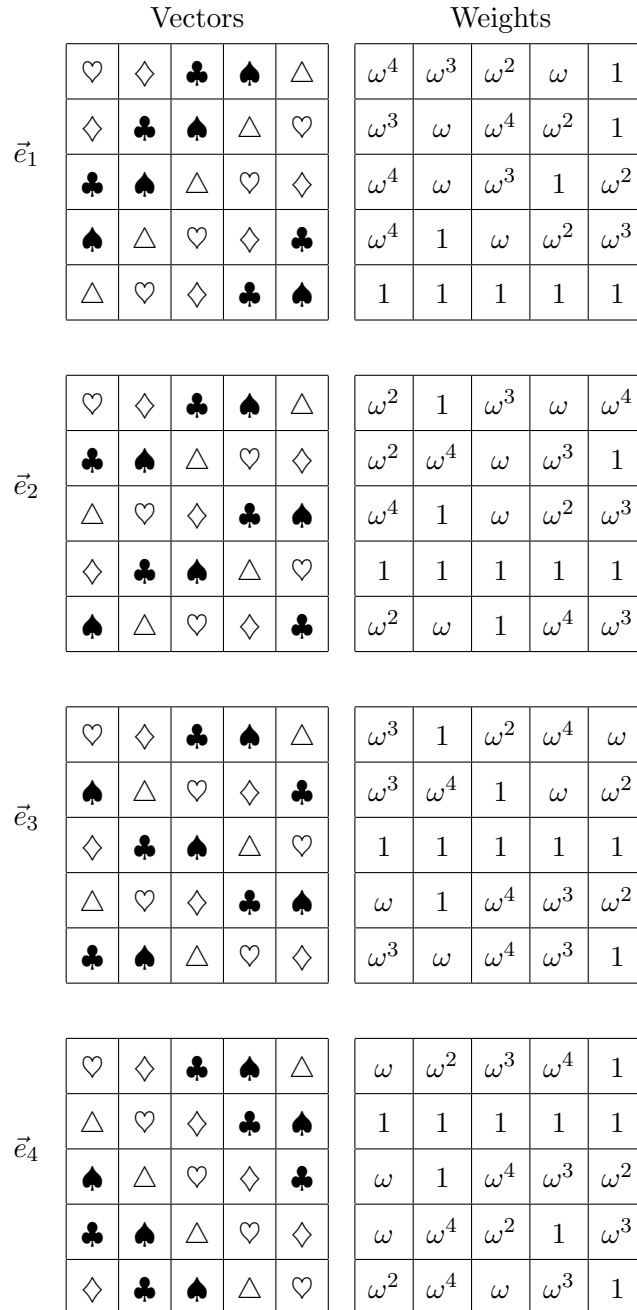 Vectors Weights
♡ ♢ ♣ ♠ △ ω⁴ ω³ ω² ω 1
♢ ♣ ♠ △ ♡ ω³ ω ω⁴ ω² 1
e⃗₁
♣ ♠ △ ♡ ♢ ω⁴ ω ω³ 1 ω²
♠ △ ♡ ♢ ♣ ω⁴ 1 ω ω² ω³
△ ♡ ♢ ♣ ♠ 1 1 1 1 1
♡ ♢ ♣ ♠ △ ω² 1 ω³ ω ω⁴
♣ ♠ △ ♡ ♢ ω² ω⁴ ω ω³ 1
e⃗₂
△ ♡ ♢ ♣ ♠ ω⁴ 1 ω ω² ω³
♢ ♣ ♠ △ ♡ 1 1 1 1 1
♠ △ ♡ ♢ ♣ ω² ω 1 ω⁴ ω³
♡ ♢ ♣ ♠ △ ω³ 1 ω² ω⁴ ω
♠ △ ♡ ♢ ♣ ω³ ω⁴ 1 ω ω²
e⃗₃
♢ ♣ ♠ △ ♡ 1 1 1 1 1
△ ♡ ♢ ♣ ♠ ω 1 ω⁴ ω³ ω²
♣ ♠ △ ♡ ♢ ω³ ω ω⁴ ω³ 1
♡ ♢ ♣ ♠ △ ω ω² ω³ ω⁴ 1
△ ♡ ♢ ♣ ♠ 1 1 1 1 1
e⃗₄
♠ △ ♡ ♢ ♣ ω 1 ω⁴ ω³ ω²
♣ ♠ △ ♡ ♢ ω ω⁴ ω² 1 ω³
♢ ♣ ♠ △ ♡ ω² ω⁴ ω ω³ 1